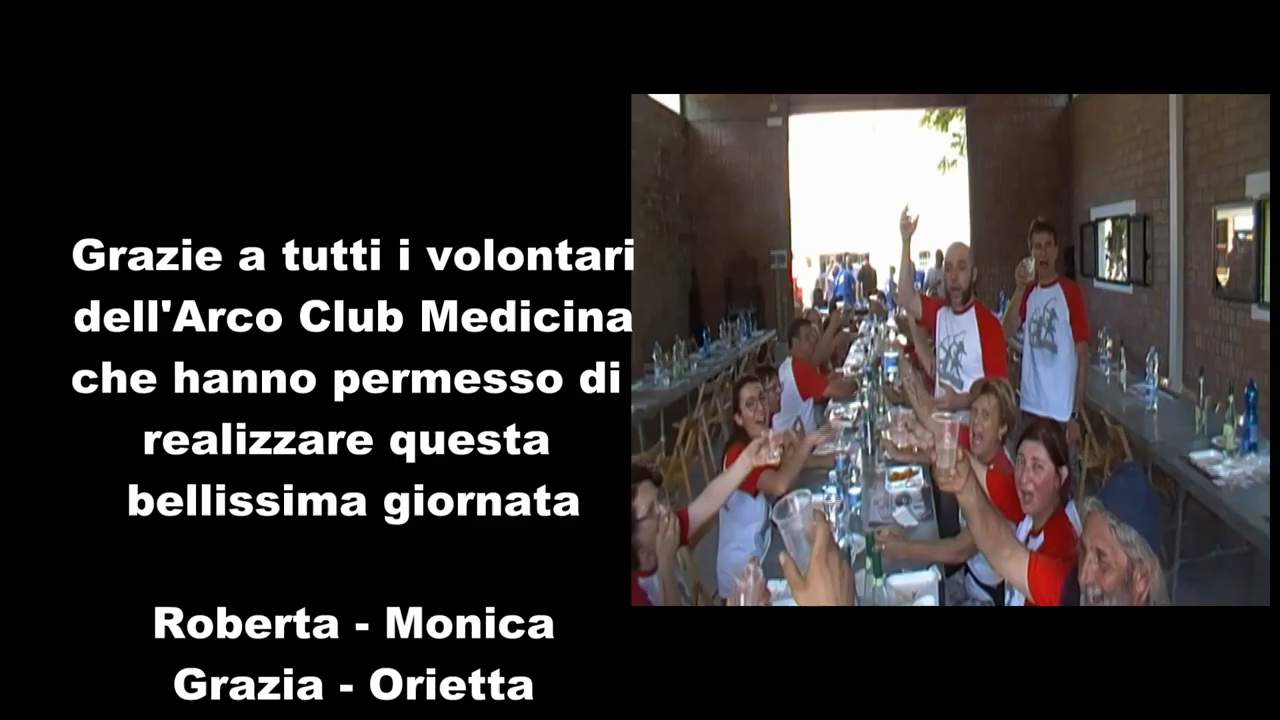 Grazie a tutti i volontari
dell'Arco Club Medicina
che hanno permesso di
realizzare questa
bellissima giornata
Roberta - Monica
Grazia - Orietta